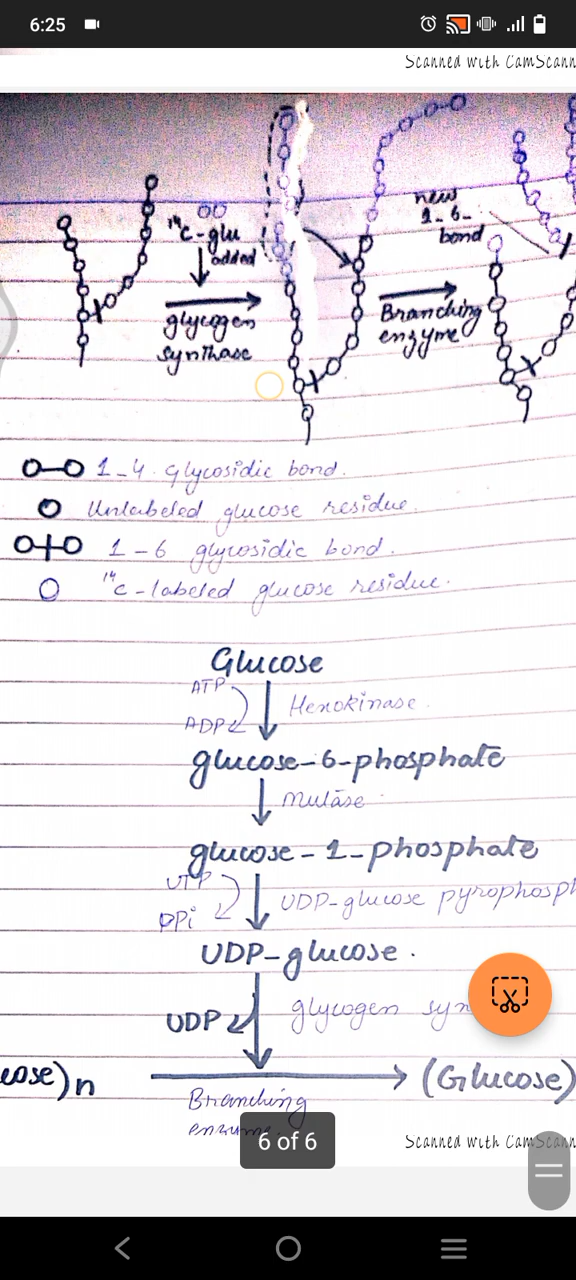 6:25
Scanned with CamScann
14c-glu
added
glycogen
synthase
new
1-6-
bond
Branching
enzyme
1-4 glycosidic bond.
Unlabeled glucose residue.
1-6 glycosidic bond.
14c-labeled glucose residue.
Glucose
ATP
ADP
Hexokinase.
glucose-6-phosphate
Mutase
glucose-1-phosphate
UTP
PPi
UDP-glucose pyrophosph
UDP-glucose.
UDP
glycogen syn
cose)n
(Glucose)
Branching
enzyme
6 of 6
Scanned with CamScann